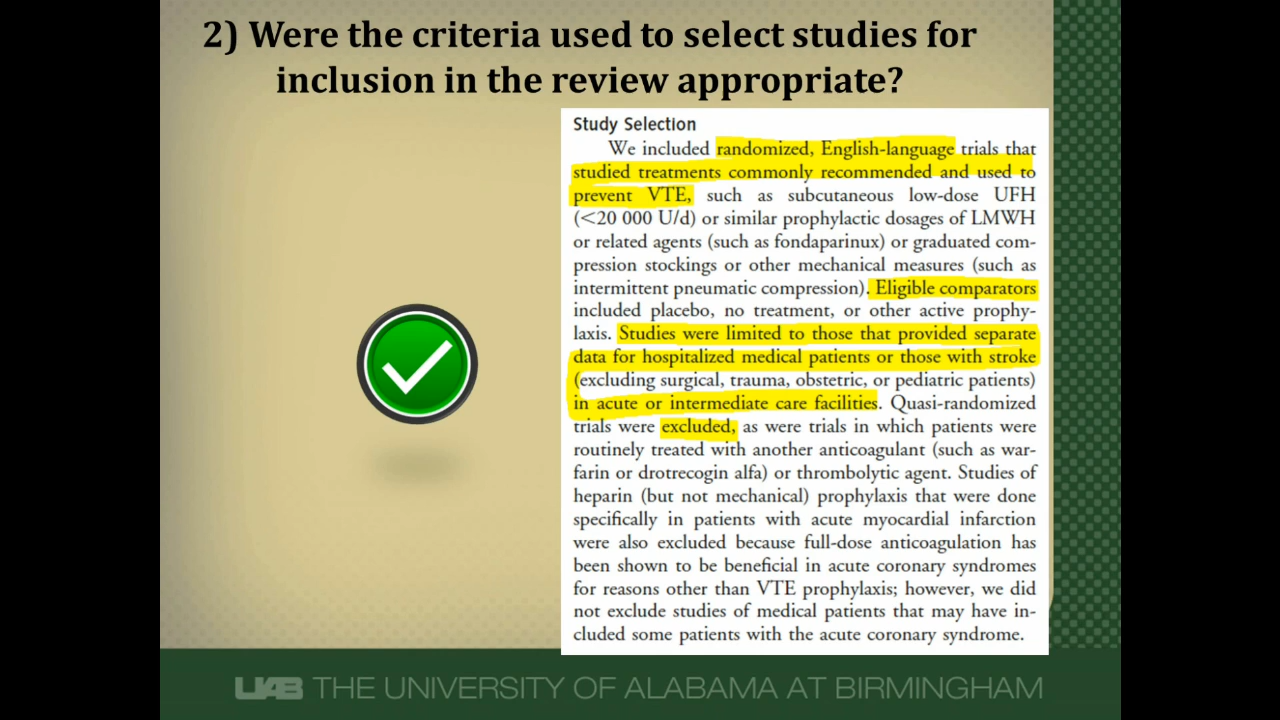 2) Were the criteria used to select studies for
inclusion in the review appropriate?
Study Selection
We included randomized, English-language trials that
studied treatments commonly recommended and used to
prevent VTE, such as subcutaneous low-dose UFH
(<20 000 U/d) or similar prophylactic dosages of LMWH
or related agents (such as fondaparinux) or graduated com-
pression stockings or other mechanical measures (such as
intermittent pneumatic compression). Eligible comparators
included placebo, no treatment, or other active prophy-
laxis. Studies were limited to those that provided separate
data for hospitalized medical patients or those with stroke
(excluding surgical, trauma, obstetric, or pediatric patients)
in acute or intermediate care facilities. Quasi-randomized
trials were excluded, as were trials in which patients were
routinely treated with another anticoagulant (such as war-
farin or drotrecogin alfa) or thrombolytic agent. Studies of
heparin (but not mechanical) prophylaxis that were done
specifically in patients with acute myocardial infarction
were also excluded because full-dose anticoagulation has
been shown to be beneficial in acute coronary syndromes
for reasons other than VTE prophylaxis; however, we did
not exclude studies of medical patients that may have in-
cluded some patients with the acute coronary syndrome.
UAB THE UNIVERSITY OF ALABAMA AT BIRMINGHAM